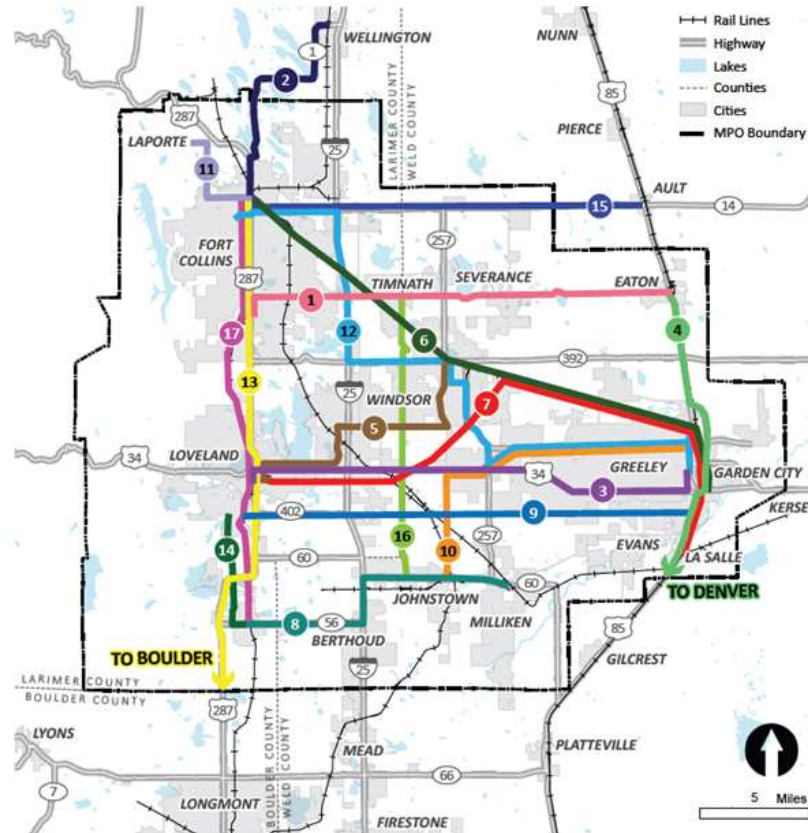 WELLINGTON
NUNN
Rail Lines
Highway
Lakes
Counties
Cities
MPO Boundary
1
2
85
287
PIERCE
LAPORTE
25
LARIMER COUNTY
WELD COUNTY
11
AULT
15
14
FORT
COLLINS
257
287
TIMNATH
SEVERANCE
EATON
1
4
17
12
6
392
13
25
WINDSOR
7
5
34
LOVELAND
34
GREELEY
GARDEN CITY
3
402
9
KERSE
14
EVANS
16
10
257
LA SALLE
60
60
TO DENVER
JOHNSTOWN
MILLIKEN
8
56
BERTHOUD
85
TO BOULDER
GILCREST
25
LARIMER COUNTY
BOULDER COUNTY
287
LYONS
BOULDER COUNTY
WELD COUNTY
MEAD
PLATTEVILLE
66
7
LONGMONT
FIRESTONE
5 Miles